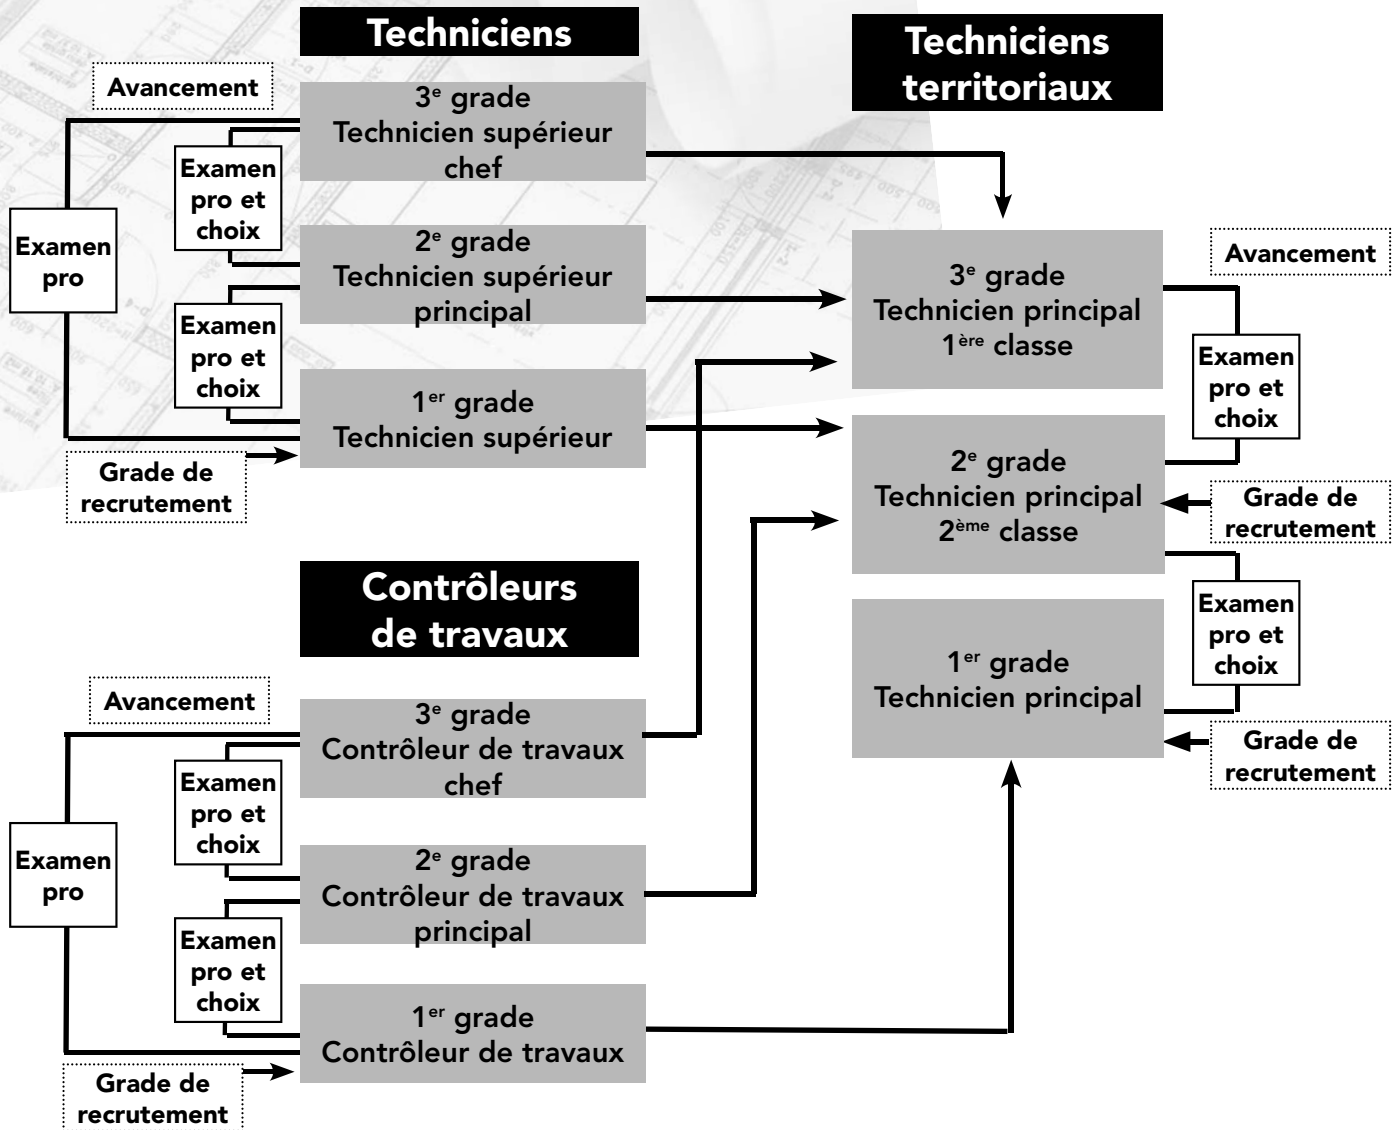 Techniciens
Avancement
3e grade
Technicien supérieur
chef
Examen
pro et
choix
Examen
pro
2e grade
Technicien supérieur
principal
Examen
pro et
choix
1er grade
Technicien supérieur
Grade de
recrutement
Contrôleurs
de travaux
Avancement
3e grade
Contrôleur de travaux
chef
Examen
pro et
choix
Examen
pro
2e grade
Contrôleur de travaux
principal
Examen
pro et
choix
1er grade
Contrôleur de travaux
Grade de
recrutement
Techniciens
territoriaux
Avancement
3e grade
Technicien principal
1ère classe
Examen
pro et
choix
2e grade
Technicien principal
2ème classe
Grade de
recrutement
Examen
pro et
choix
1er grade
Technicien principal
Grade de
recrutement